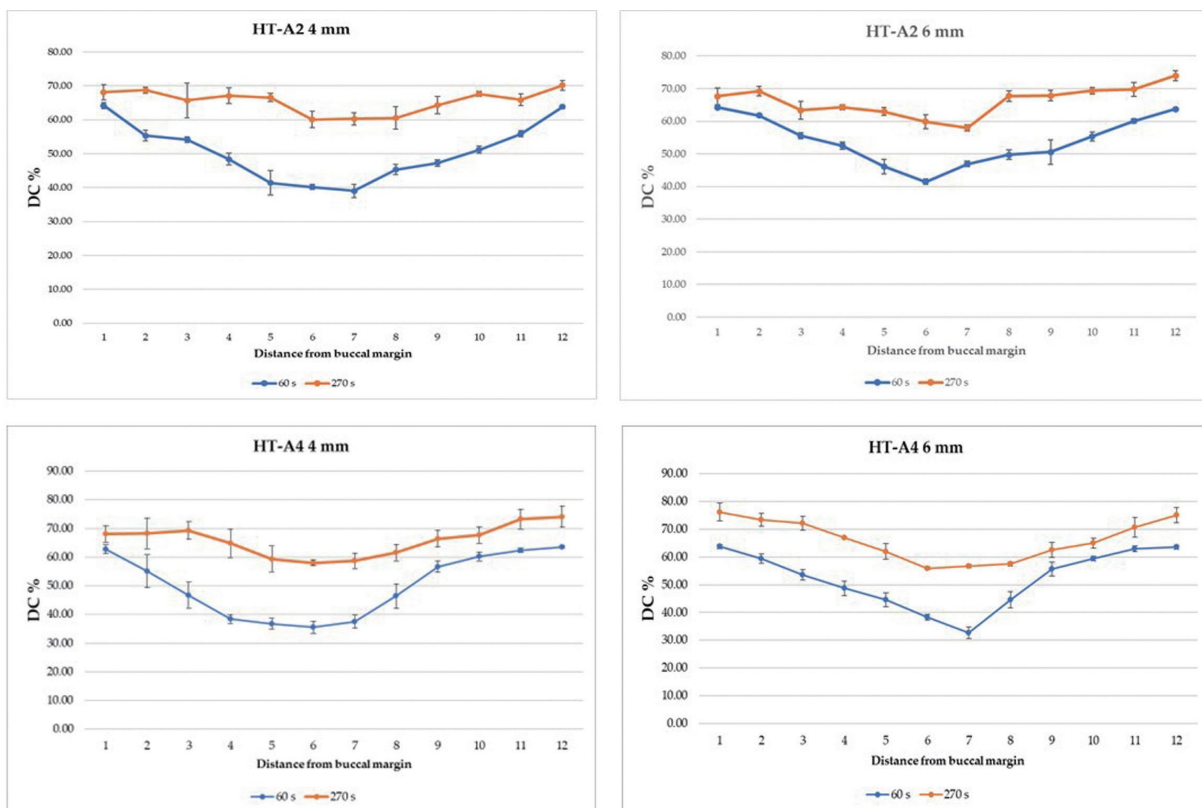 HT-A2 4 mm
80.00
70.00
60.00
50.00
40.00
30.00
20.00
10.00
0.00
DC %
1 2 3 4 5 6 7 8 9 10 11 12
Distance from buccal margin
60 s 270 s
HT-A2 6 mm
80.00
70.00
60.00
50.00
40.00
30.00
20.00
10.00
0.00
DC %
1 2 3 4 5 6 7 8 9 10 11 12
Distance from buccal margin
60 s 270 s
HT-A4 4 mm
90.00
80.00
70.00
60.00
50.00
40.00
30.00
20.00
10.00
0.00
DC %
1 2 3 4 5 6 7 8 9 10 11 12
Distance from buccal margin
60 s 270 s
HT-A4 6 mm
90.00
80.00
70.00
60.00
50.00
40.00
30.00
20.00
10.00
0.00
DC %
1 2 3 4 5 6 7 8 9 10 11 12
Distance from buccal margin
60 s 270 s